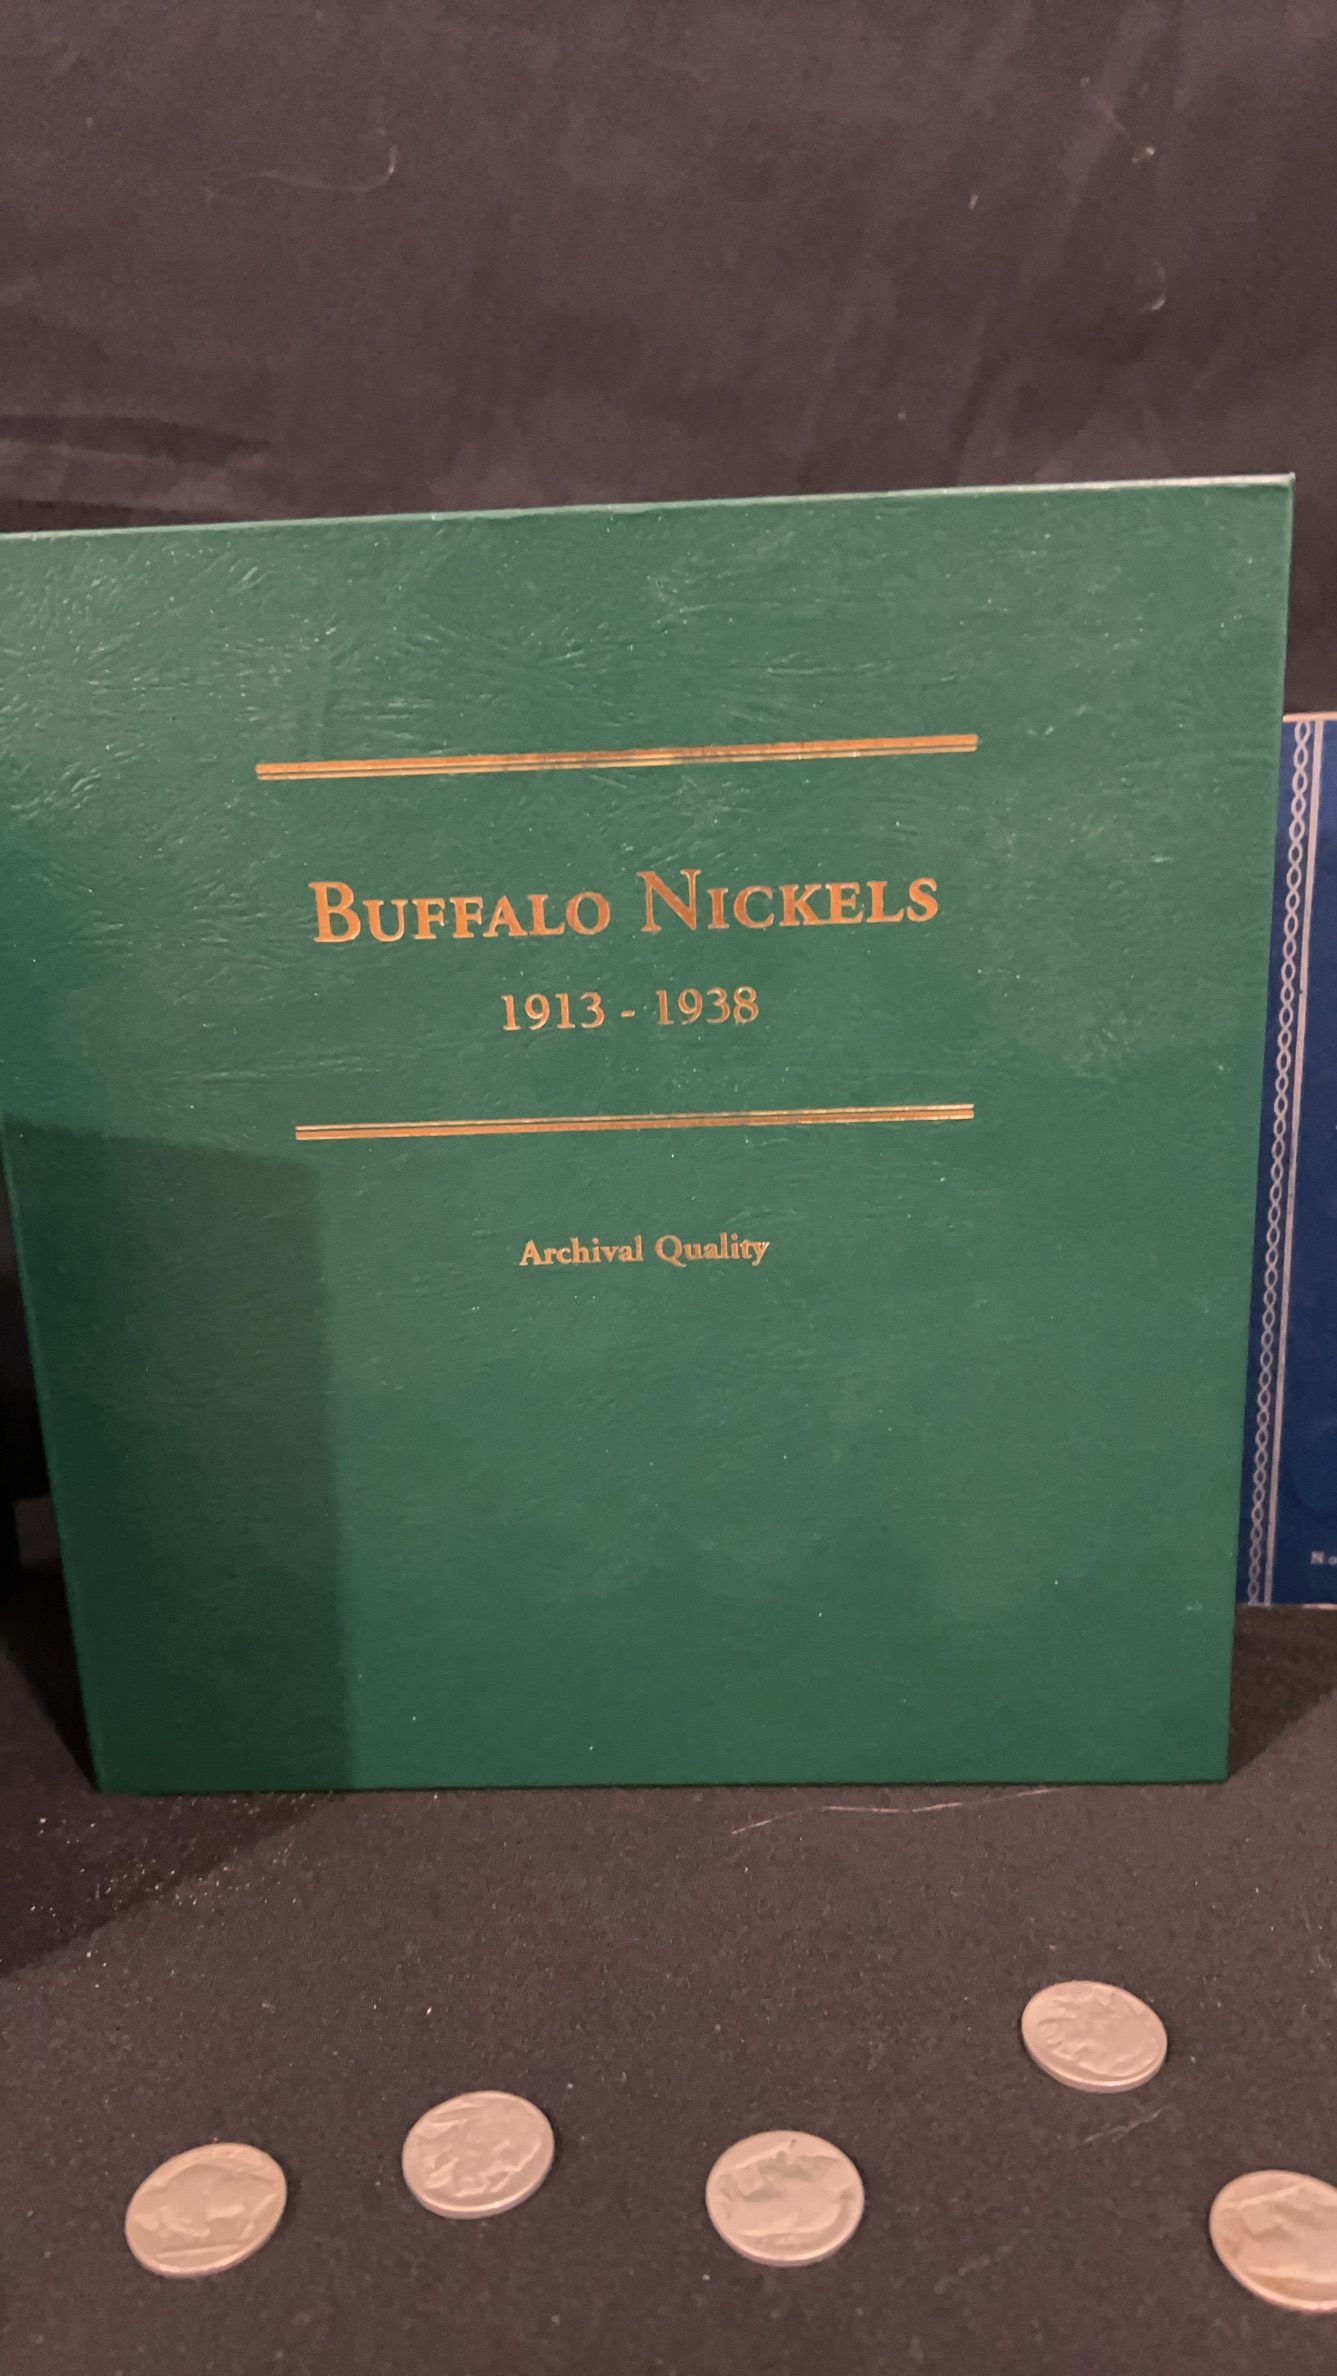 Buffalo Nickels
1913 - 1938
Archival Quality